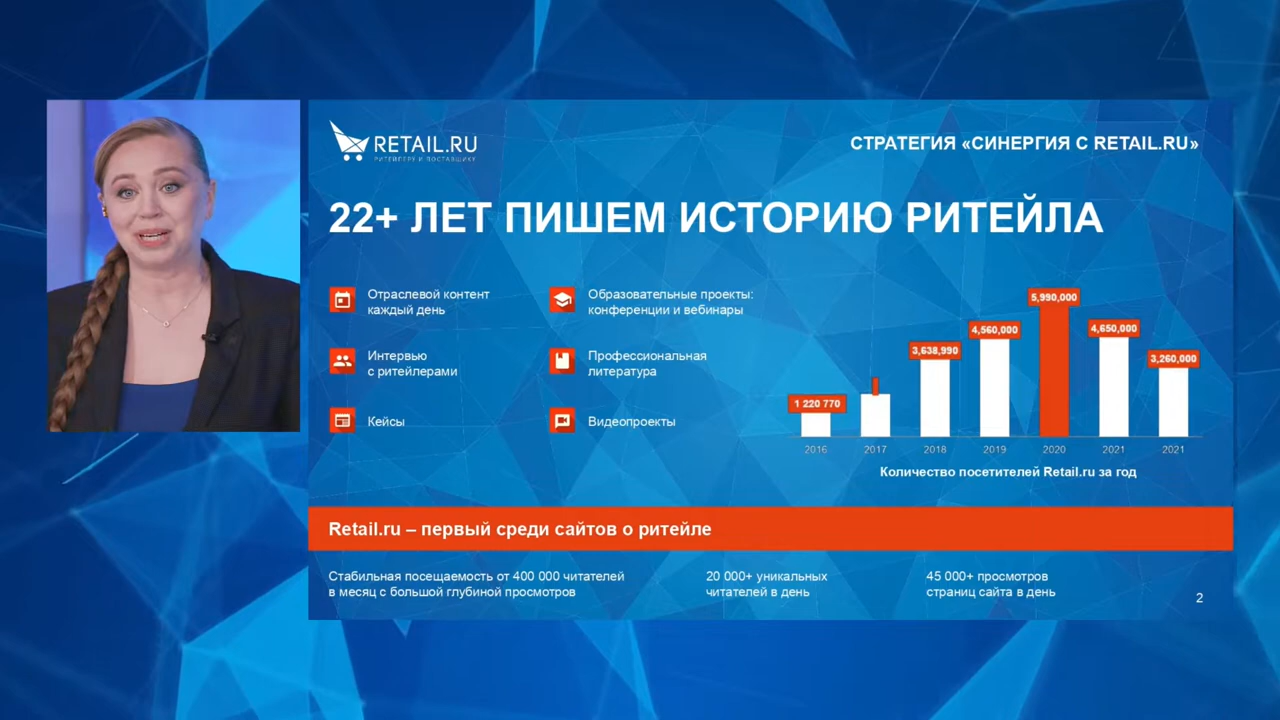 RETAIL.RU
РИТЕЙЛЕРУ И ПОСТАВЩИКУ
СТРАТЕГИЯ «СИНЕРГИЯ С RETAIL.RU»
22+ ЛЕТ ПИШЕМ ИСТОРИЮ РИТЕЙЛА
Отраслевой контент
каждый день
Интервью
с ритейлерами
Кейсы
Образовательные проекты:
конференции и вебинары
Профессиональная
литература
Видеопроекты
1 220 770
3,638,990
4,560,000
5,990,000
4,650,000
3,260,000
2016
2017
2018
2019
2020
2021
2021
Количество посетителей Retail.ru за год
Retail.ru – первый среди сайтов о ритейле
Стабильная посещаемость от 400 000 читателей
в месяц с большой глубиной просмотров
20 000+ уникальных
читателей в день
45 000+ просмотров
страниц сайта в день
2